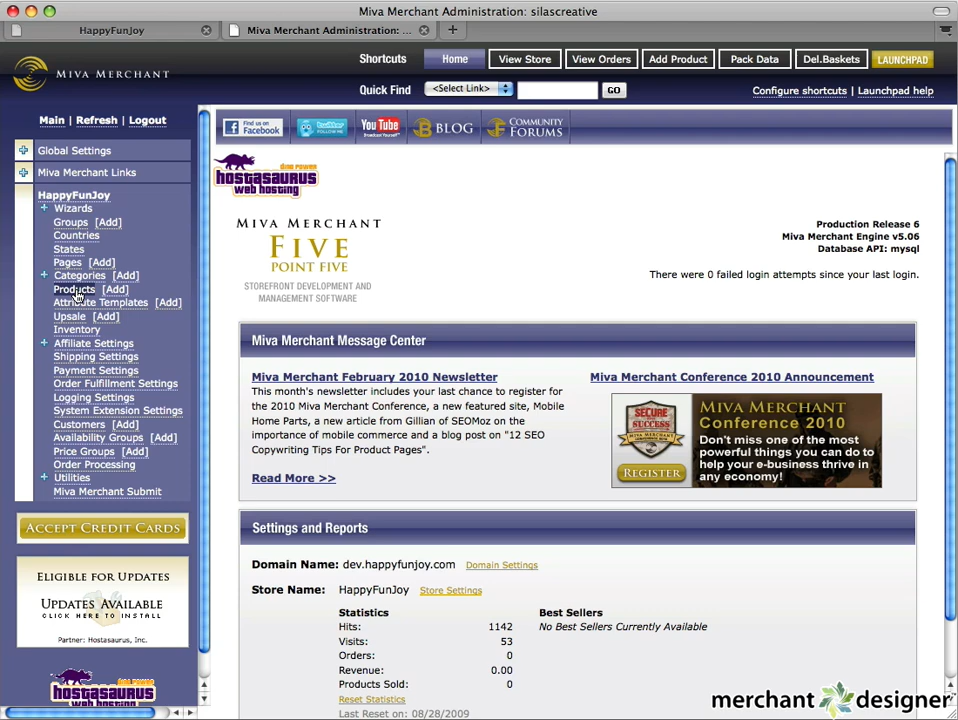 Miva Merchant Administration: silascreative
HappyFunJoy
Miva Merchant Administration: ...
MIVA MERCHANT
Shortcuts
Home
View Store
View Orders
Add Product
Pack Data
Del.Baskets
LAUNCHPAD
Quick Find
<Select Link>
GO
Configure shortcuts | Launchpad help
Main | Refresh | Logout
Find us on
Facebook
FOLLOW ME
YouTube
Broadcast Yourself
BLOG
COMMUNITY
FORUMS
Global Settings
Miva Merchant Links
HappyFunJoy
Wizards
Groups [Add]
Countries
States
Pages [Add]
Categories [Add]
Products [Add]
Attribute Templates [Add]
Upsale [Add]
Inventory
Affiliate Settings
Shipping Settings
Payment Settings
Order Fulfillment Settings
Logging Settings
System Extension Settings
Customers [Add]
Availability Groups [Add]
Price Groups [Add]
Order Processing
Utilities
Miva Merchant Submit
ACCEPT CREDIT CARDS
ELIGIBLE FOR UPDATES
UPDATES AVAILABLE
CLICK HERE TO INSTALL
Partner: Hostasaurus, Inc.
hostasaurus
DINO POWER
hostasaurus
WEB HOSTING
MIVA MERCHANT
FIVE
POINT FIVE
STOREFRONT DEVELOPMENT AND
MANAGEMENT SOFTWARE
Production Release 6
Miva Merchant Engine v5.06
Database API: mysql
There were 0 failed login attempts since your last login.
Miva Merchant Message Center
Miva Merchant February 2010 Newsletter
This month's newsletter includes your last chance to register for
the 2010 Miva Merchant Conference, a new featured site, Mobile
Home Parts, a new article from Gillian of SEOMoz on the
importance of mobile commerce and a blog post on "12 SEO
Copywriting Tips For Product Pages".
Read More >>
Miva Merchant Conference 2010 Announcement
SECURE
SUCCESS
REGISTER
MIVA MERCHANT
Conference 2010
Don't miss one of the most
powerful things you can do to
help your e-business thrive in
any economy!
Settings and Reports
Domain Name: dev.happyfunjoy.com Domain Settings
Store Name: HappyFunJoy Store Settings
Statistics
Hits: 1142
Visits: 53
Orders: 0
Revenue: 0.00
Products Sold: 0
Reset Statistics
Last Reset on: 08/28/2009
Best Sellers
No Best Sellers Currently Available
merchant designer